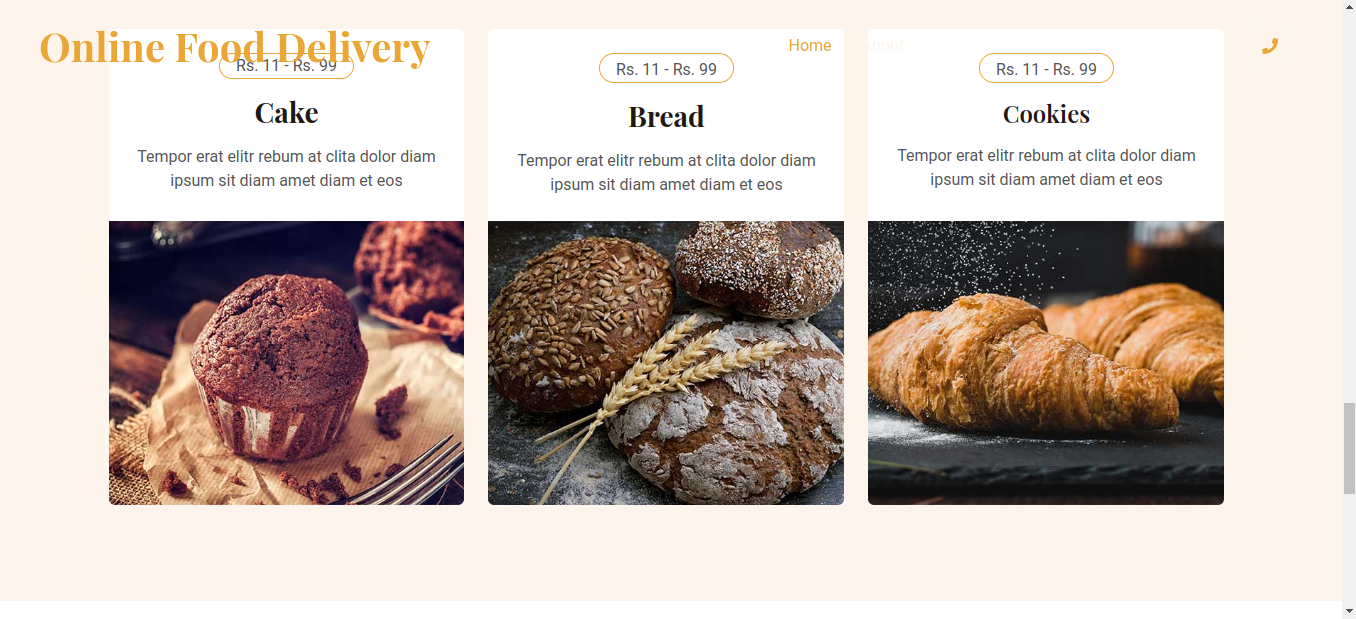 Online Food Delivery
Home
About
Rs. 11 - Rs. 99
Cake
Tempor erat elitr rebum at clita dolor diam
ipsum sit diam amet diam et eos
Rs. 11 - Rs. 99
Bread
Tempor erat elitr rebum at clita dolor diam
ipsum sit diam amet diam et eos
Rs. 11 - Rs. 99
Cookies
Tempor erat elitr rebum at clita dolor diam
ipsum sit diam amet diam et eos